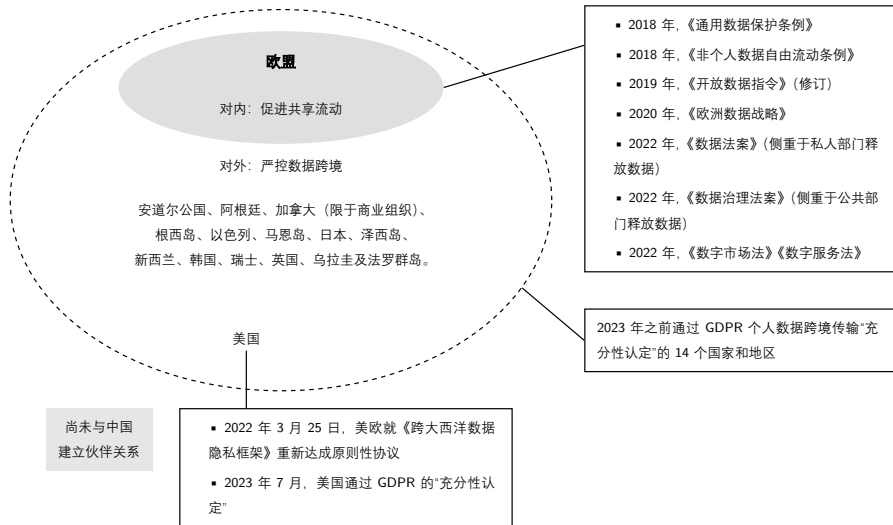 欧盟
对内：促进共享流动
对外：严控数据跨境
安道尔公国、阿根廷、加拿大（限于商业组织）、
根西岛、以色列、马恩岛、日本、泽西岛、
新西兰、韩国、瑞士、英国、乌拉圭及法罗群岛。
美国
▪ 2018 年，《通用数据保护条例》
▪ 2018 年，《非个人数据自由流动条例》
▪ 2019 年，《开放数据指令》（修订）
▪ 2020 年，《欧洲数据战略》
▪ 2022 年，《数据法案》（侧重于私人部门释
放数据）
▪ 2022 年，《数据治理法案》（侧重于公共部
门释放数据）
▪ 2022 年，《数字市场法》《数字服务法》
2023 年之前通过 GDPR 个人数据跨境传输“充
分性认定”的 14 个国家和地区
尚未与中国
建立伙伴关系
▪ 2022 年 3 月 25 日，美欧就《跨大西洋数据
隐私框架》重新达成原则性协议
▪ 2023 年 7 月，美国通过 GDPR 的“充分性认
定”